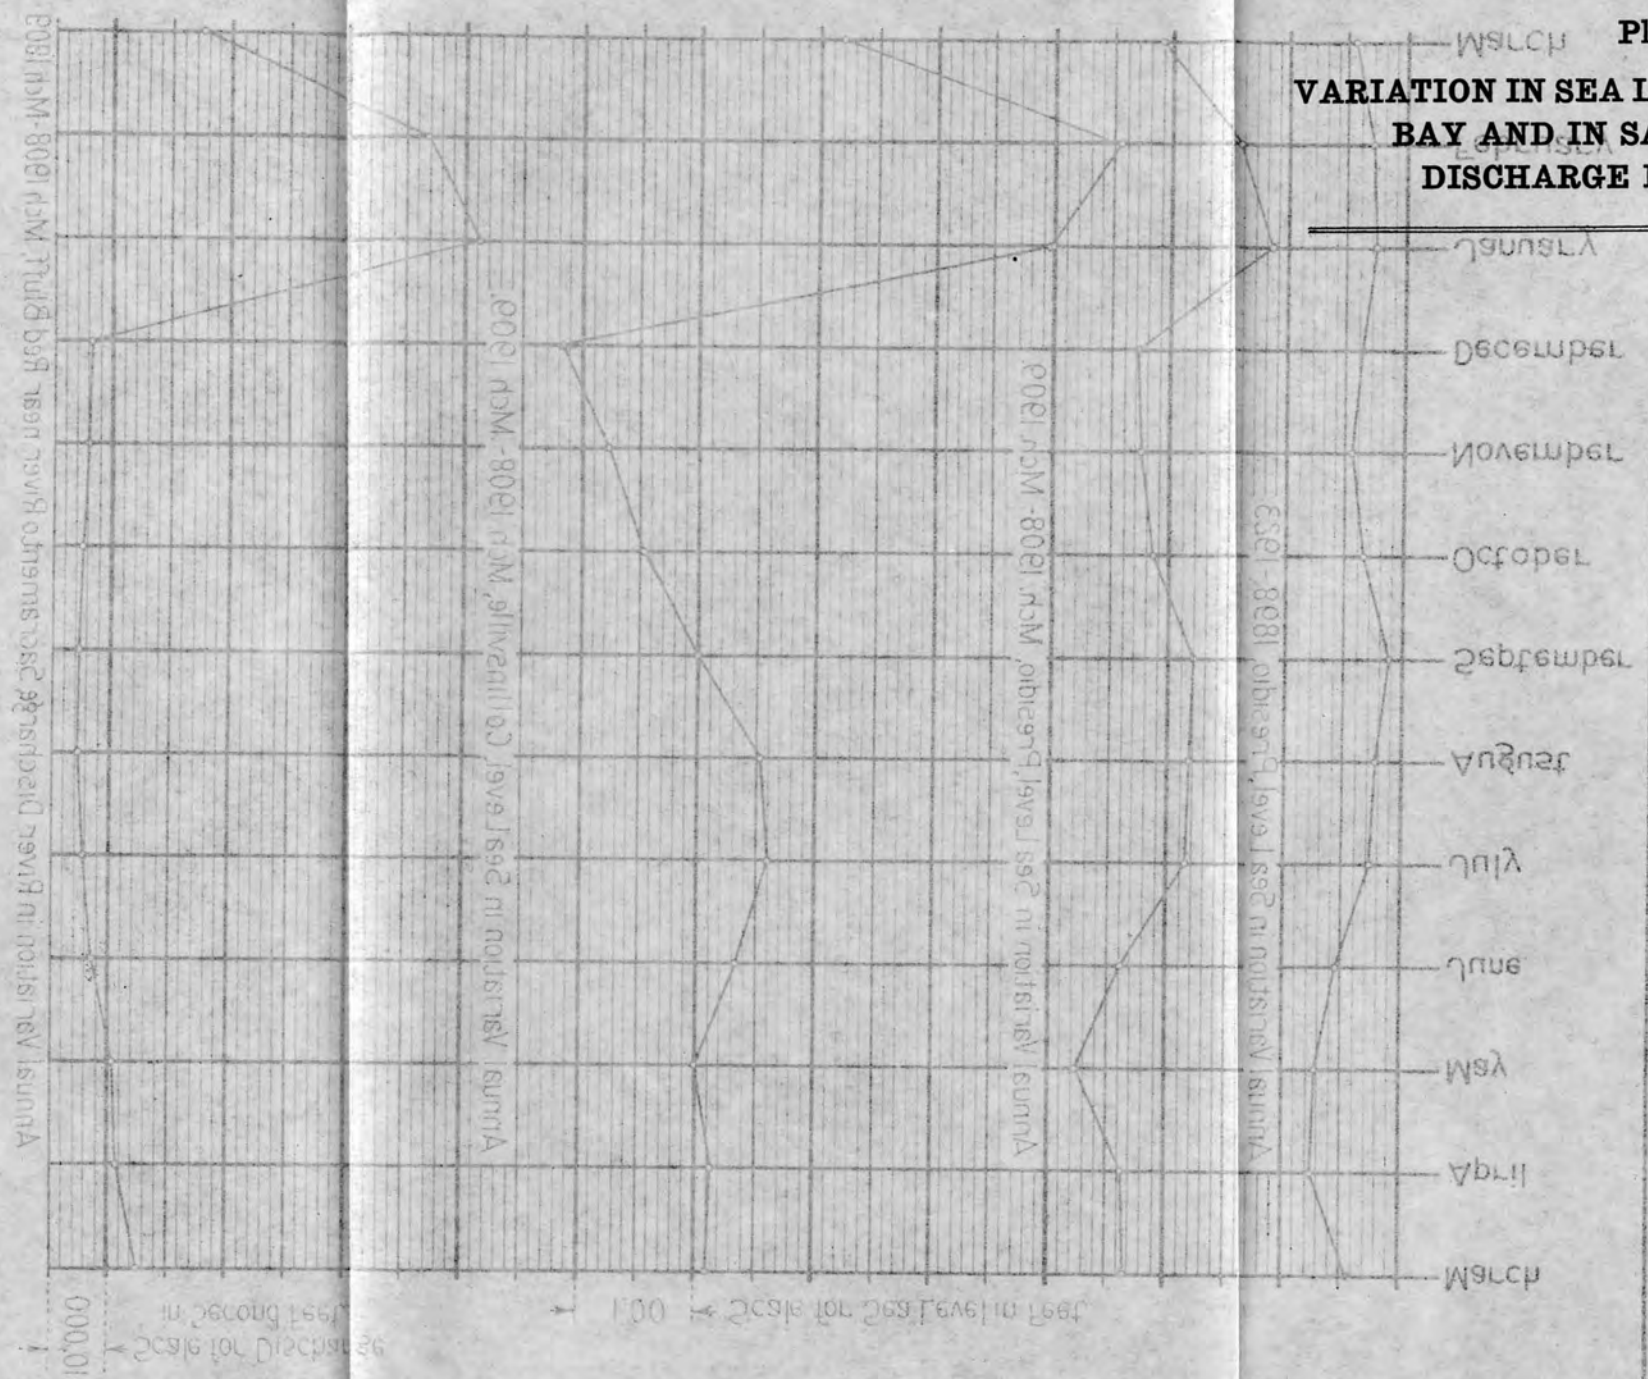 Pl
VARIATION IN SEA L
BAY AND IN SA
DISCHARGE
March
February
January
December
November
October
September
August
July
June
May
April
March
Annual Variation in Sea Level, Presidio, 1898-1923
Annual Variation in Sea Level, Presidio, Mch. 1908-Mch. 1909.
Annual Variation in Sea Level, Collinsville, Mch. 1908-Mch. 1909.
Annual Variation in River Discharge, Sacramento River near Red Bluff, Mch. 1908-Mch. 1909
1.00 Scale for Sea Level in Feet.
10,000
Scale for Discharge
in Second Feet